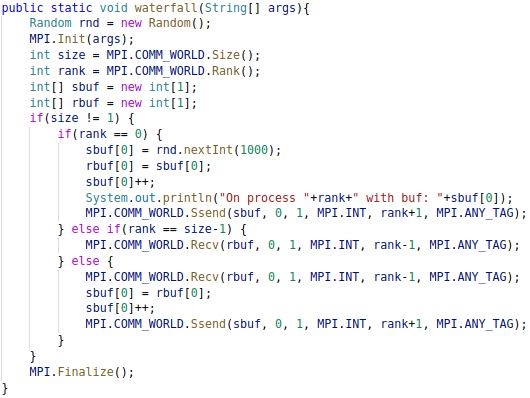 public static void waterfall(String[] args){
    Random rnd = new Random();
    MPI.Init(args);
    int size = MPI.COMM_WORLD.Size();
    int rank = MPI.COMM_WORLD.Rank();
    int[] sbuf = new int[1];
    int[] rbuf = new int[1];
    if(size != 1) {
        if(rank == 0) {
            sbuf[0] = rnd.nextInt(1000);
            rbuf[0] = sbuf[0];
            sbuf[0]++;
            System.out.println("On process "+rank+" with buf: "+sbuf[0]);
            MPI.COMM_WORLD.Ssend(sbuf, 0, 1, MPI.INT, rank+1, MPI.ANY_TAG);
        } else if(rank == size-1) {
            MPI.COMM_WORLD.Recv(rbuf, 0, 1, MPI.INT, rank-1, MPI.ANY_TAG);
        } else {
            MPI.COMM_WORLD.Recv(rbuf, 0, 1, MPI.INT, rank-1, MPI.ANY_TAG);
            sbuf[0] = rbuf[0];
            sbuf[0]++;
            MPI.COMM_WORLD.Ssend(sbuf, 0, 1, MPI.INT, rank+1, MPI.ANY_TAG);
        }
    }
    MPI.Finalize();
}